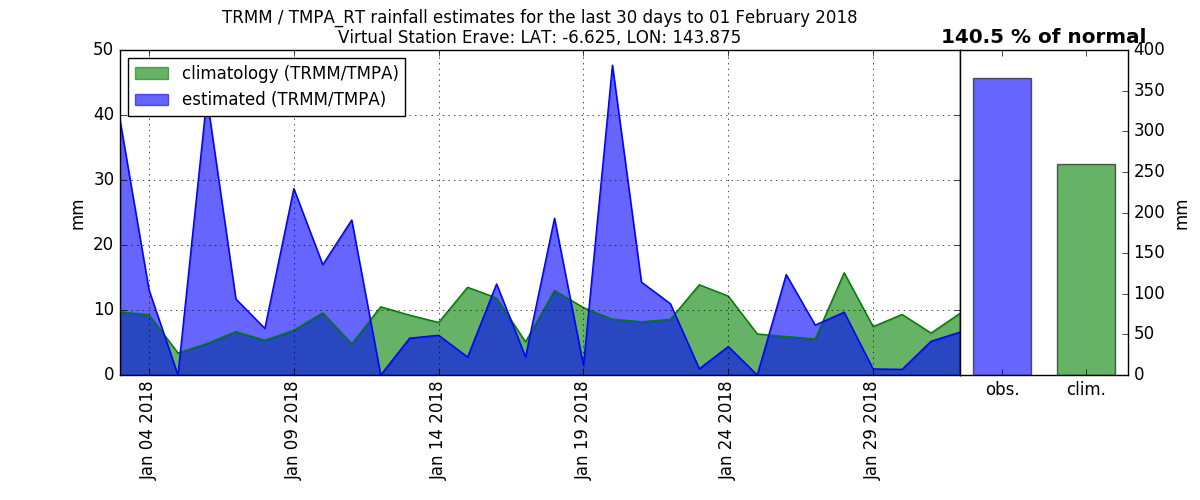 TRMM / TMPA_RT rainfall estimates for the last 30 days to 01 February 2018
Virtual Station Erave: LAT: -6.625, LON: 143.875
140.5 % of normal
climatology (TRMM/TMPA)
estimated (TRMM/TMPA)
50
40
30
20
10
0
mm
Jan 04 2018
Jan 09 2018
Jan 14 2018
Jan 19 2018
Jan 24 2018
Jan 29 2018
obs.
clim.
400
350
300
250
200
150
100
50
0
mm